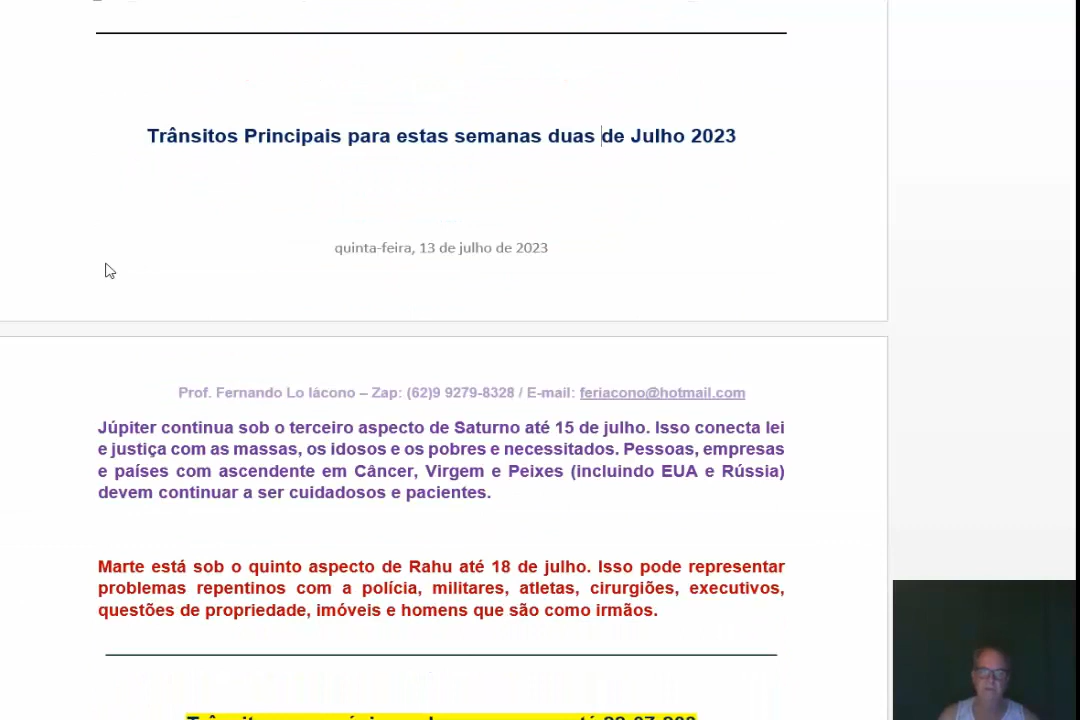 Trânsitos Principais para estas semanas duas de Julho 2023
quinta-feira, 13 de julho de 2023
Prof. Fernando Lo Iácono – Zap: (62)9 9279-8328 / E-mail: feriacono@hotmail.com
Júpiter continua sob o terceiro aspecto de Saturno até 15 de julho. Isso conecta lei
e justiça com as massas, os idosos e os pobres e necessitados. Pessoas, empresas
e países com ascendente em Câncer, Virgem e Peixes (incluindo EUA e Rússia)
devem continuar a ser cuidadosos e pacientes.
Marte está sob o quinto aspecto de Rahu até 18 de julho. Isso pode representar
problemas repentinos com a polícia, militares, atletas, cirurgiões, executivos,
questões de propriedade, imóveis e homens que são como irmãos.